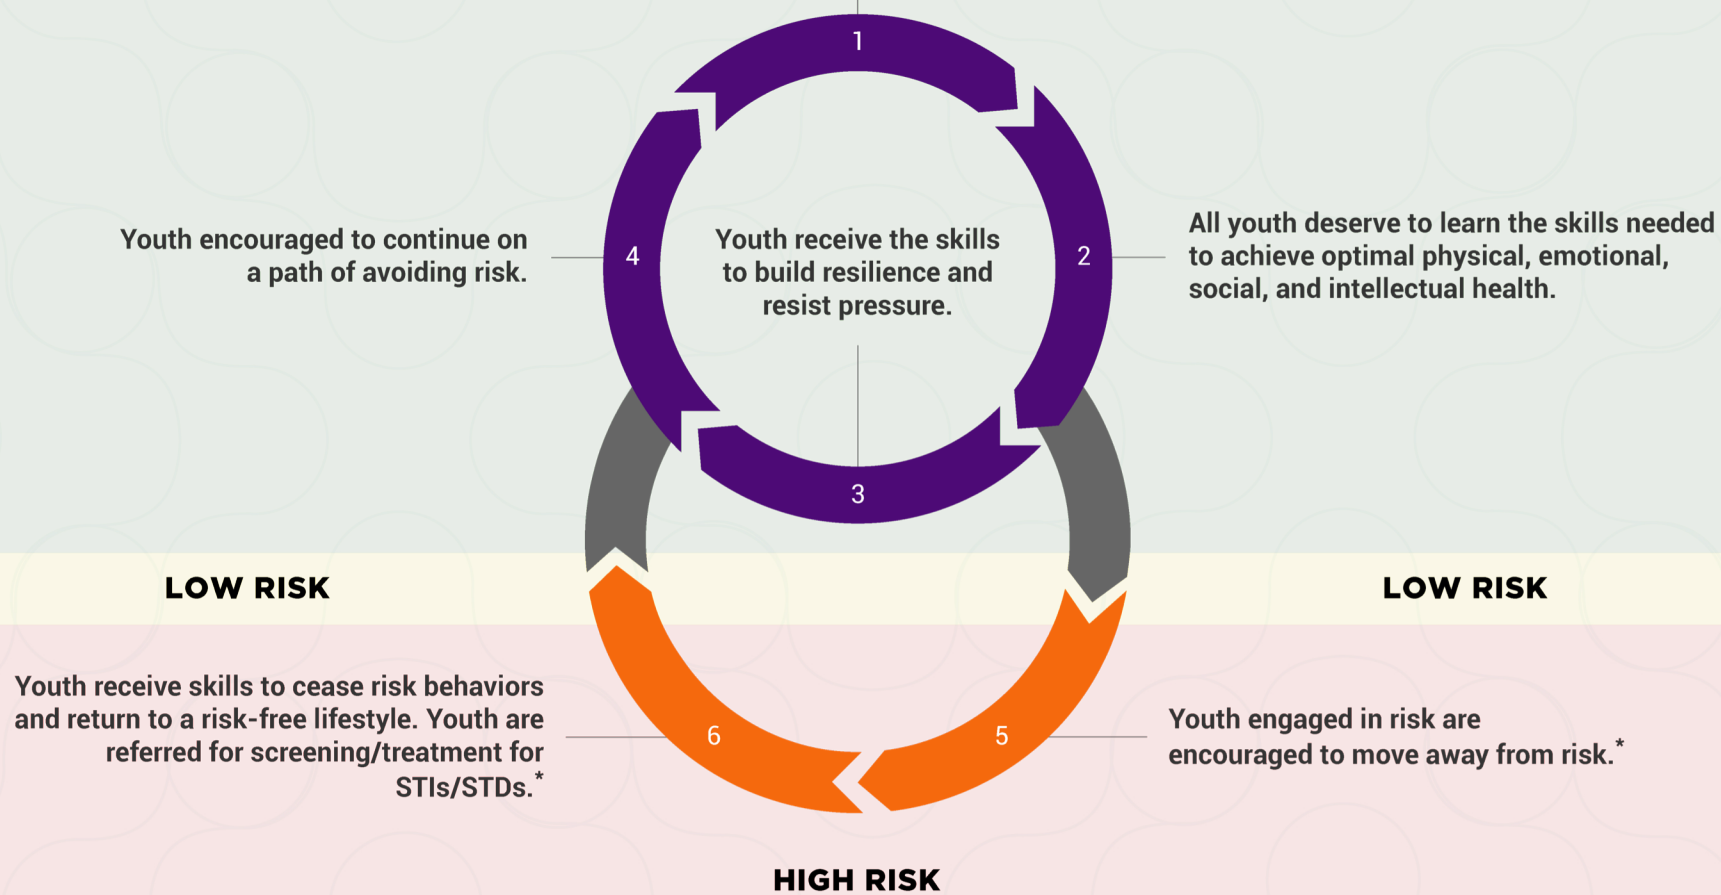 1
Youth encouraged to continue on
a path of avoiding risk.
4
Youth receive the skills
to build resilience and
resist pressure.
2
All youth deserve to learn the skills needed
to achieve optimal physical, emotional,
social, and intellectual health.
3
LOW RISK
LOW RISK
Youth receive skills to cease risk behaviors
and return to a risk-free lifestyle. Youth are
referred for screening/treatment for
STIs/STDs.*
6
5
Youth engaged in risk are
encouraged to move away from risk.*
HIGH RISK